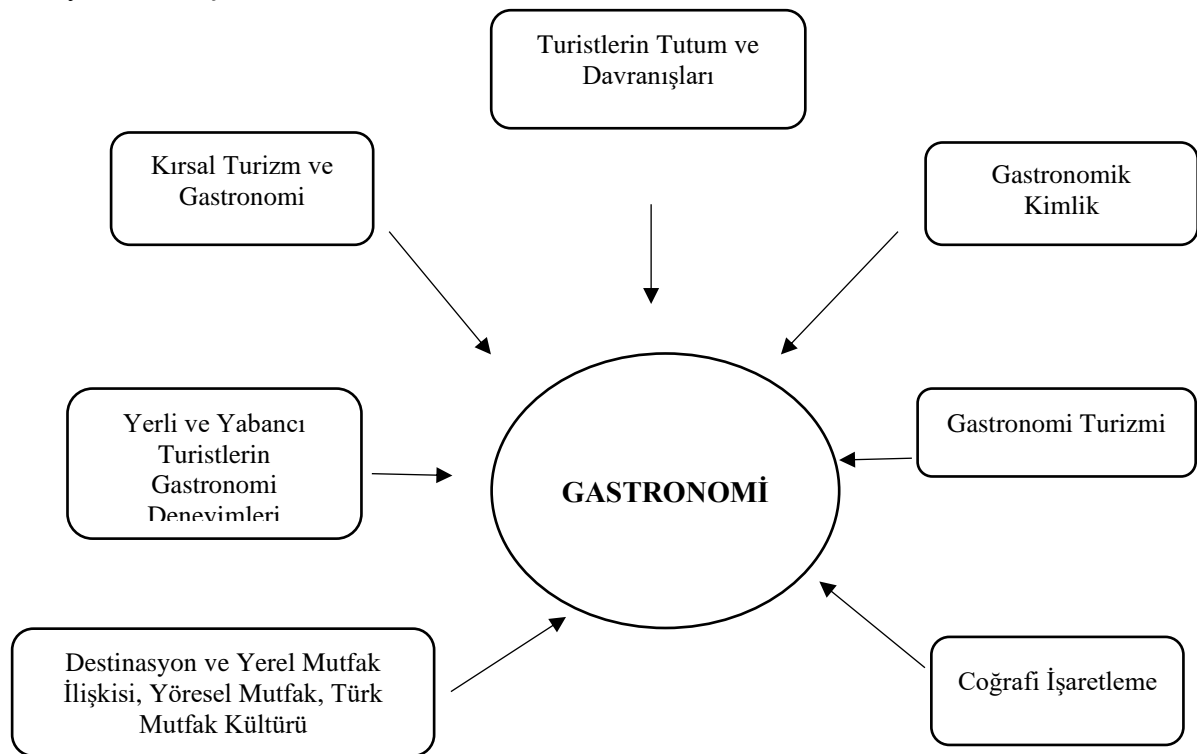 Turistlerin Tutum ve
Davranışları
Kırsal Turizm ve
Gastronomi
Gastronomik
Kimlik
Yerli ve Yabancı
Turistlerin
Gastronomi
Deneyimleri
Gastronomi Turizmi
GASTRONOMİ
Destinasyon ve Yerel Mutfak
İlişkisi, Yöresel Mutfak, Türk
Mutfak Kültürü
Coğrafi İşaretleme